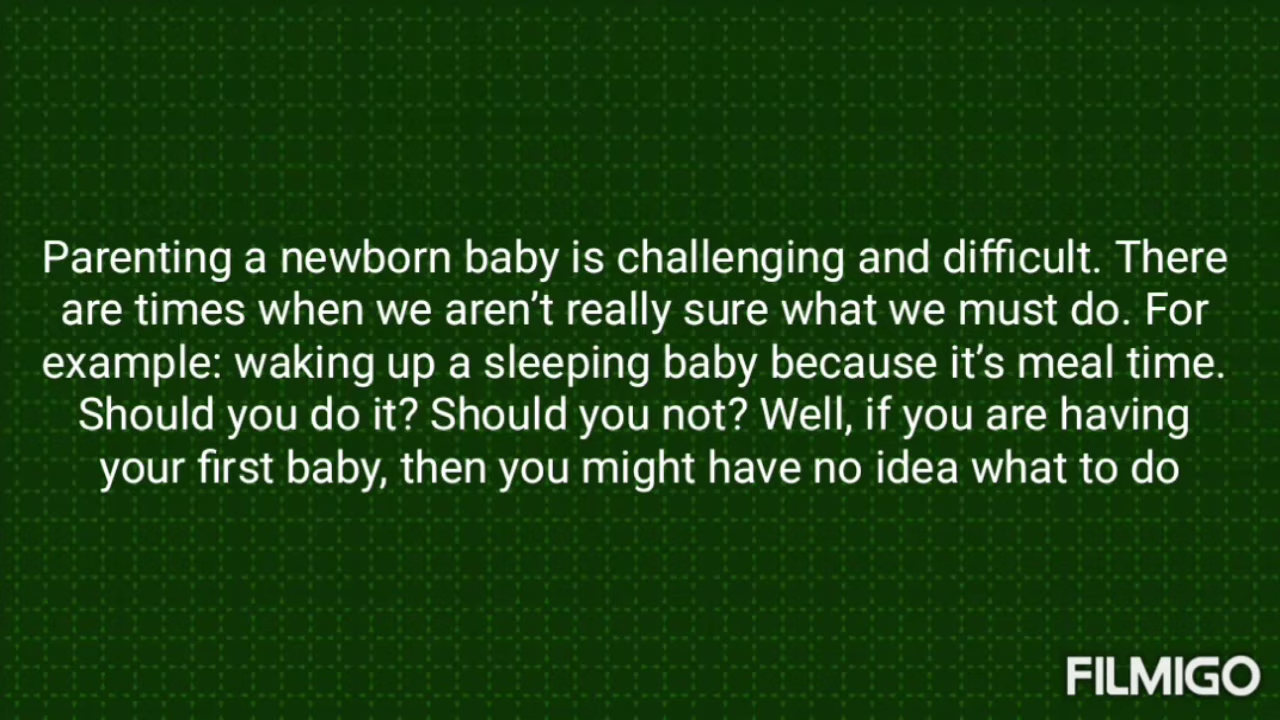 Parenting a newborn baby is challenging and difficult. There
are times when we aren’t really sure what we must do. For
example: waking up a sleeping baby because it’s meal time.
Should you do it? Should you not? Well, if you are having
your first baby, then you might have no idea what to do
FILMIGO